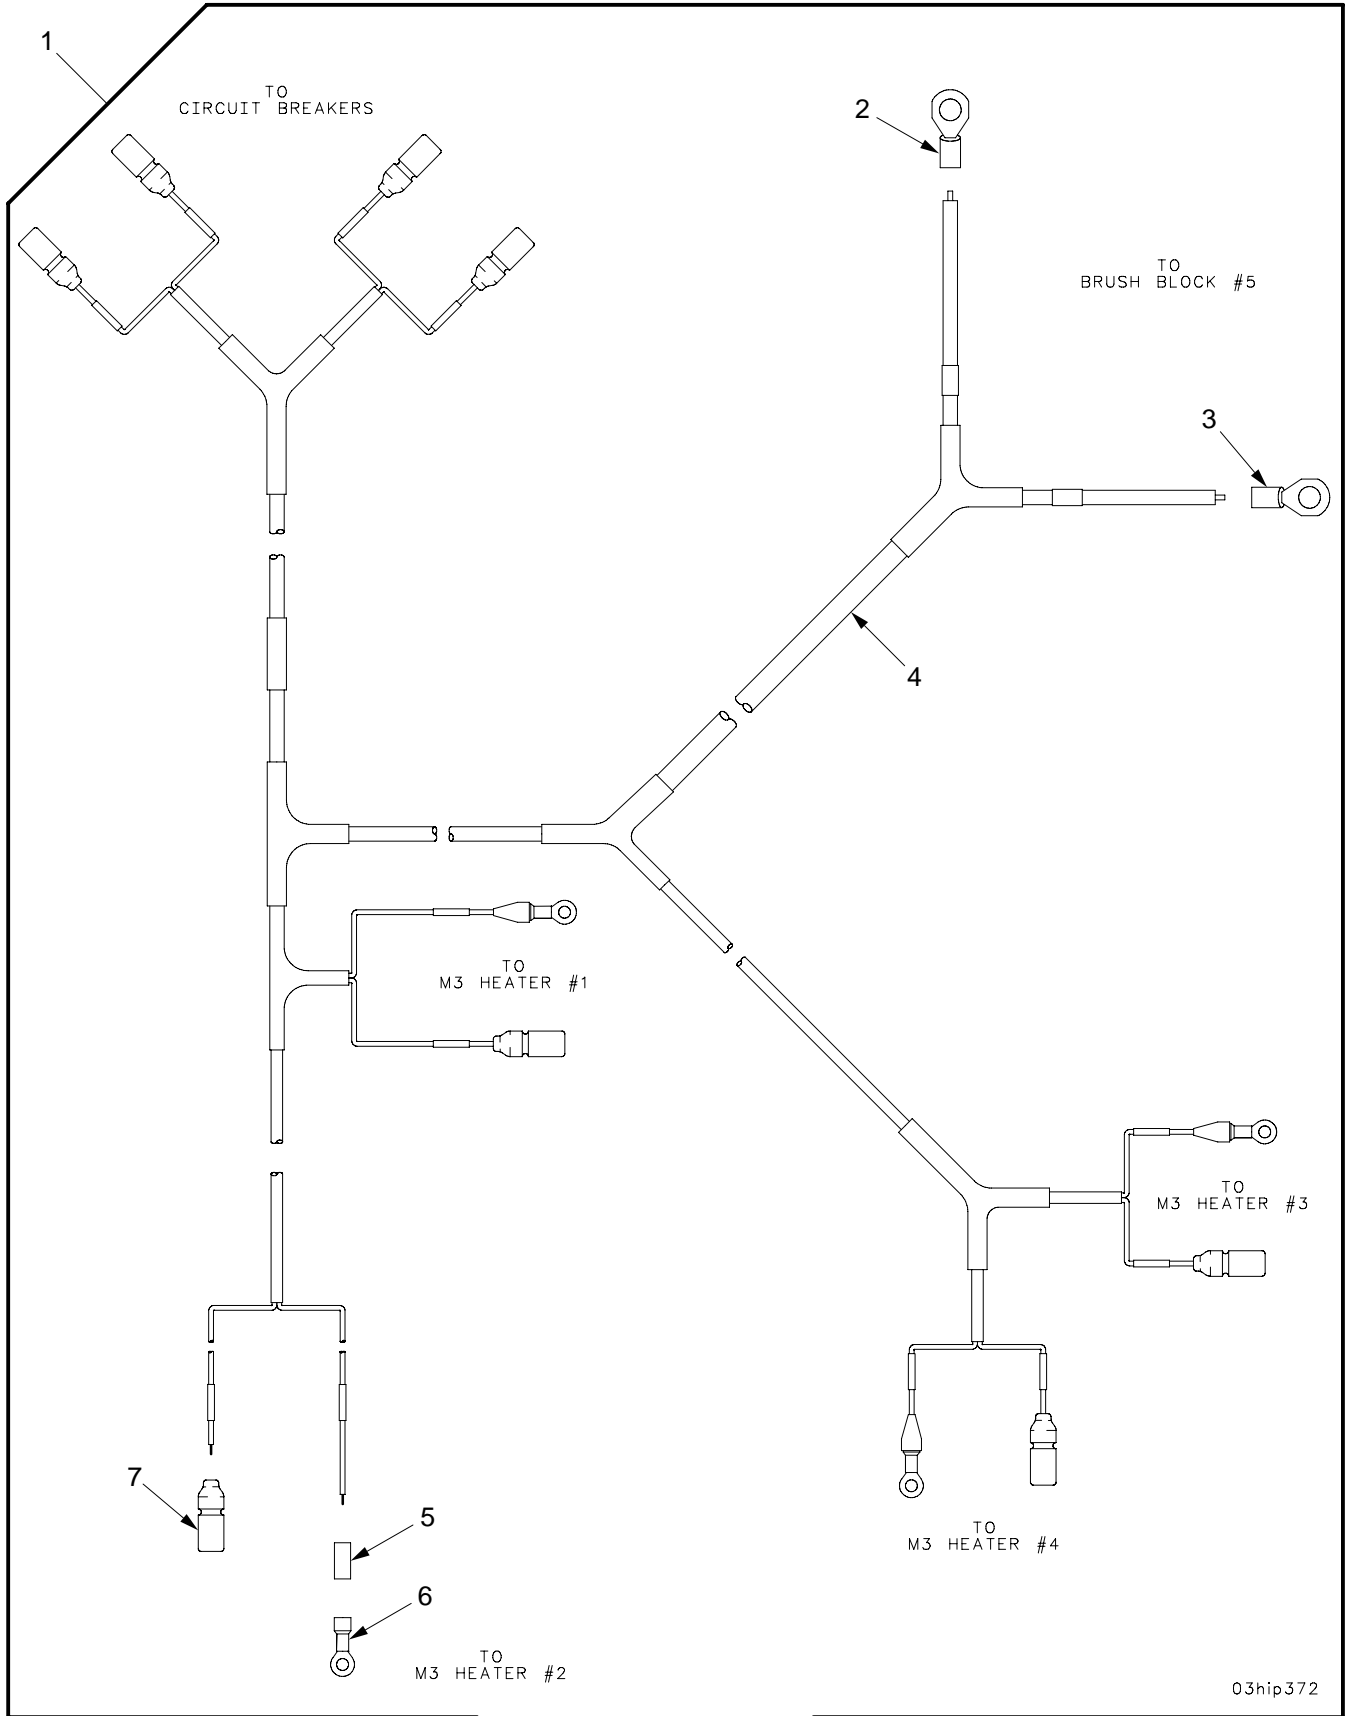 1
TO
CIRCUIT BREAKERS
2
TO
BRUSH BLOCK #5
3
4
TO
M3 HEATER #1
TO
M3 HEATER #3
7
5
TO
M3 HEATER #4
6
TO
M3 HEATER #2
03hip372